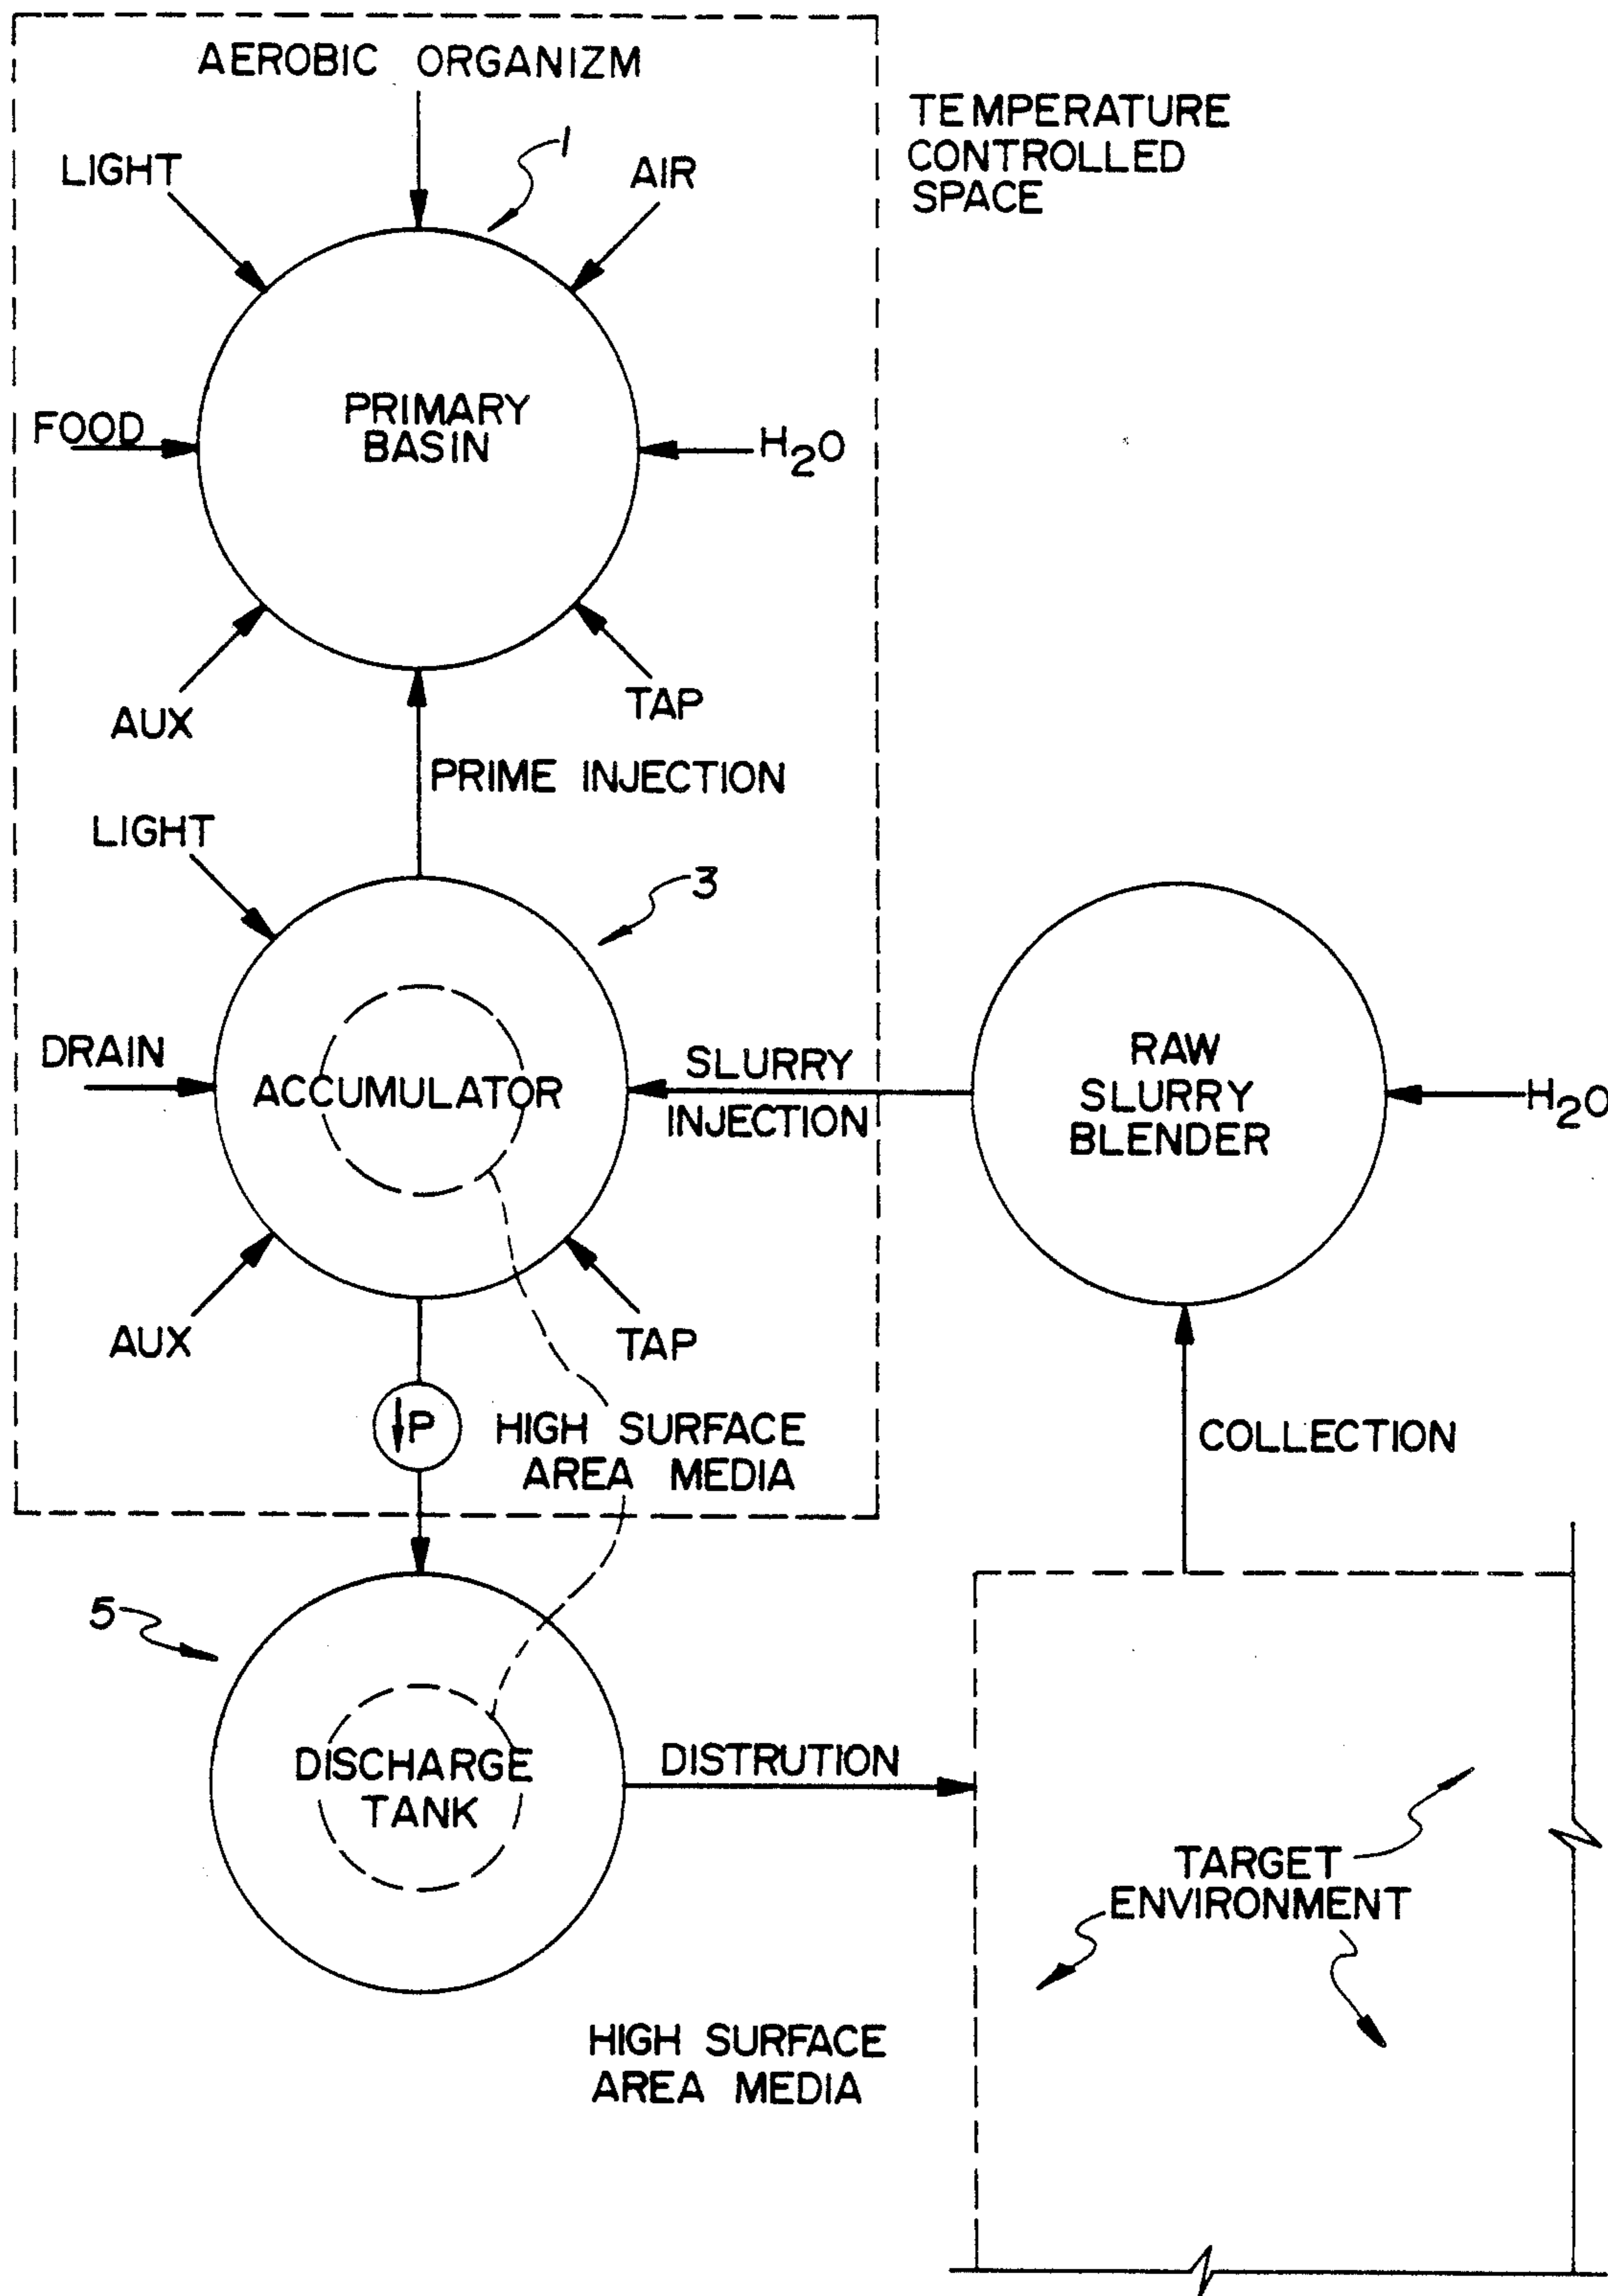 AEROBIC ORGANIZM
TEMPERATURE
CONTROLLED
SPACE
1
LIGHT
AIR
PRIMARY
BASIN
FOOD
H2O
AUX
TAP
PRIME INJECTION
LIGHT
3
DRAIN
ACCUMULATOR
SLURRY
INJECTION
RAW
SLURRY
BLENDER
H2O
AUX
TAP
P
HIGH SURFACE
AREA MEDIA
COLLECTION
5
DISCHARGE
TANK
DISTRUTION
TARGET
ENVIRONMENT
HIGH SURFACE
AREA MEDIA